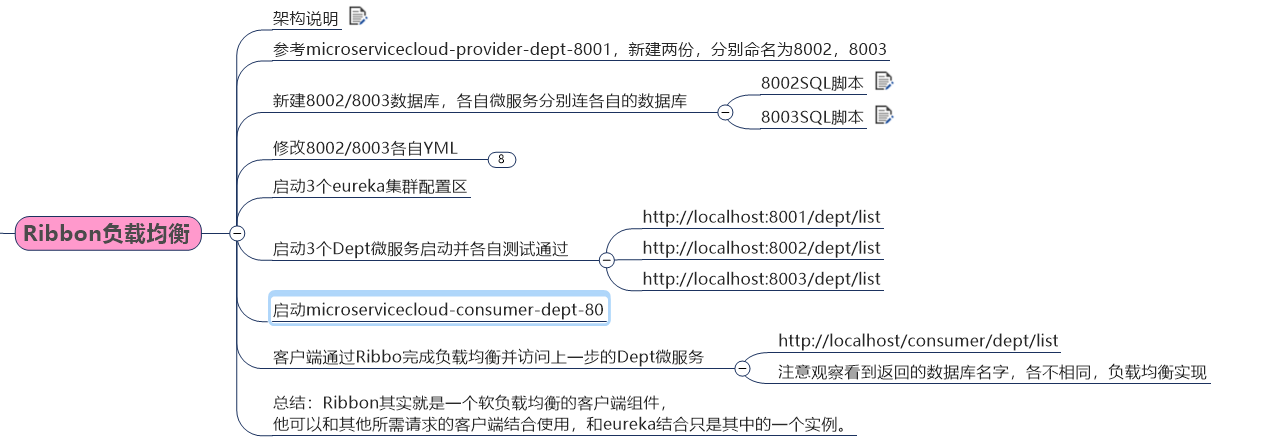 Ribbon负载均衡
架构说明
参考microservicecloud-provider-dept-8001，新建两份，分别命名为8002，8003
新建8002/8003数据库，各自微服务分别连各自的数据库
8002SQL脚本
8003SQL脚本
修改8002/8003各自YML
8
启动3个eureka集群配置区
启动3个Dept微服务启动并各自测试通过
http://localhost:8001/dept/list
http://localhost:8002/dept/list
http://localhost:8003/dept/list
启动microservicecloud-consumer-dept-80
客户端通过Ribbo完成负载均衡并访问上一步的Dept微服务
http://localhost/consumer/dept/list
注意观察看到返回的数据库名字，各不相同，负载均衡实现
总结：Ribbon其实就是一个软负载均衡的客户端组件，
他可以和其他所需请求的客户端结合使用，和eureka结合只是其中的一个实例。